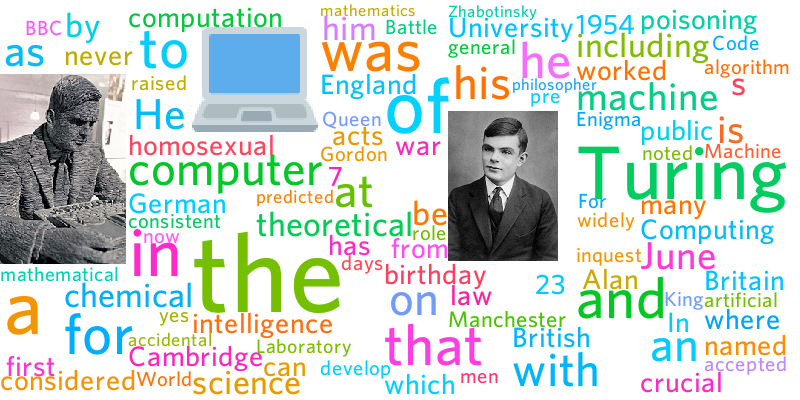 BBC by computation mathematics Zhabotinsky
him Battle University 1954 poisoning
as never to was general he including Code
raised England his philosopher worked algorithm
He Queen of pre machine s
homosexual acts war Enigma public is
computer Gordon 7 at noted Machine
German predicted Turing
consistent theoretical be For many
now has role widely Computing
in the days from inquest June
mathematical birthday 23 Alan Britain
a chemical on law and King artificial
for yes intelligence Manchester In where
accidental Laboratory that British an named
first Cambridge can develop with accepted
considered World science which men crucial